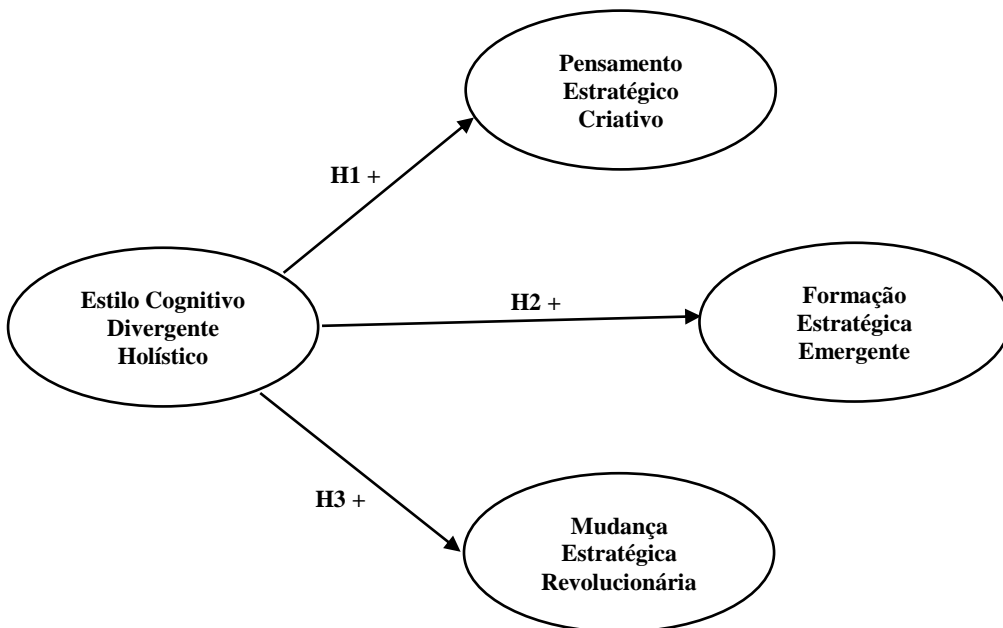 Pensamento
Estratégico
Criativo
H1 +
Estilo Cognitivo
Divergente
Holístico
H2 +
Formação
Estratégica
Emergente
H3 +
Mudança
Estratégica
Revolucionária